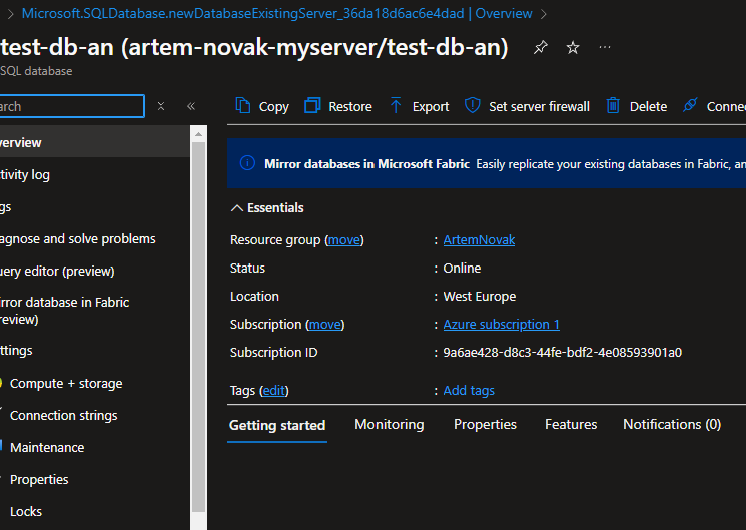 Microsoft.SQLDatabase.newDatabaseExistingServer_36da18d6ac6e4dad | Overview
test-db-an (artem-novak-myserver/test-db-an)
SQL database
arch
Copy Restore Export Set server firewall Delete Conne
verview
Mirror databases in Microsoft Fabric Easily replicate your existing databases in Fabric, an
tivity log
gs
agnose and solve problems
uery editor (preview)
irror database in Fabric
review)
ttings
Compute + storage
Connection strings
Maintenance
Properties
Locks
Essentials
Resource group (move) : ArtemNovak
Status : Online
Location : West Europe
Subscription (move) : Azure subscription 1
Subscription ID : 9a6ae428-d8c3-44fe-bdf2-4e08593901a0
Tags (edit) : Add tags
Getting started Monitoring Properties Features Notifications (0)